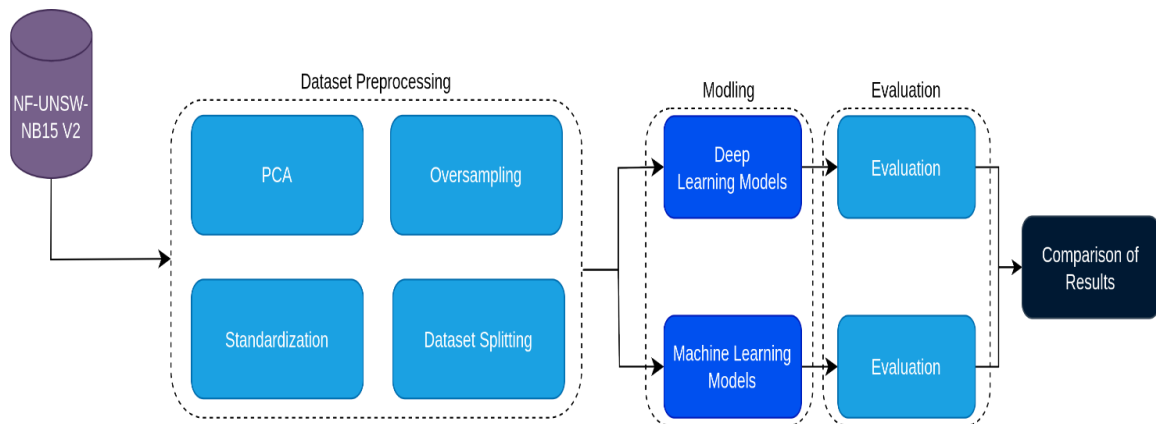 NF-UNSW-
NB15 V2
Dataset Preprocessing
PCA
Oversampling
Standardization
Dataset Splitting
Modling
Deep
Learning Models
Machine Learning
Models
Evaluation
Evaluation
Evaluation
Comparison of
Results